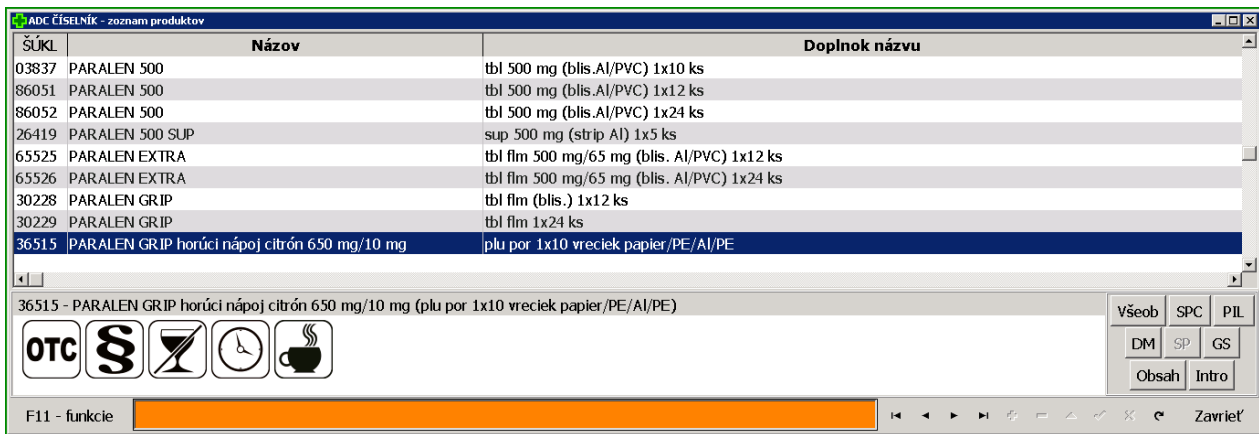 ADC ČÍSELNÍK - zoznam produktov
ŠÚKL Názov Doplnok názvu
03837 PARALEN 500 tbl 500 mg (blis.Al/PVC) 1x10 ks
86051 PARALEN 500 tbl 500 mg (blis.Al/PVC) 1x12 ks
86052 PARALEN 500 tbl 500 mg (blis.Al/PVC) 1x24 ks
26419 PARALEN 500 SUP sup 500 mg (strip Al) 1x5 ks
65525 PARALEN EXTRA tbl flm 500 mg/65 mg (blis. Al/PVC) 1x12 ks
65526 PARALEN EXTRA tbl flm 500 mg/65 mg (blis. Al/PVC) 1x24 ks
30228 PARALEN GRIP tbl flm (blis.) 1x12 ks
30229 PARALEN GRIP tbl flm 1x24 ks
36515 PARALEN GRIP horúci nápoj citrón 650 mg/10 mg plu por 1x10 vreciek papier/PE/Al/PE
36515 - PARALEN GRIP horúci nápoj citrón 650 mg/10 mg (plu por 1x10 vreciek papier/PE/Al/PE)
Všeob SPC PIL
OTC §
DM SP GS
Obsah Intro
F11 - funkcie Zavrieť